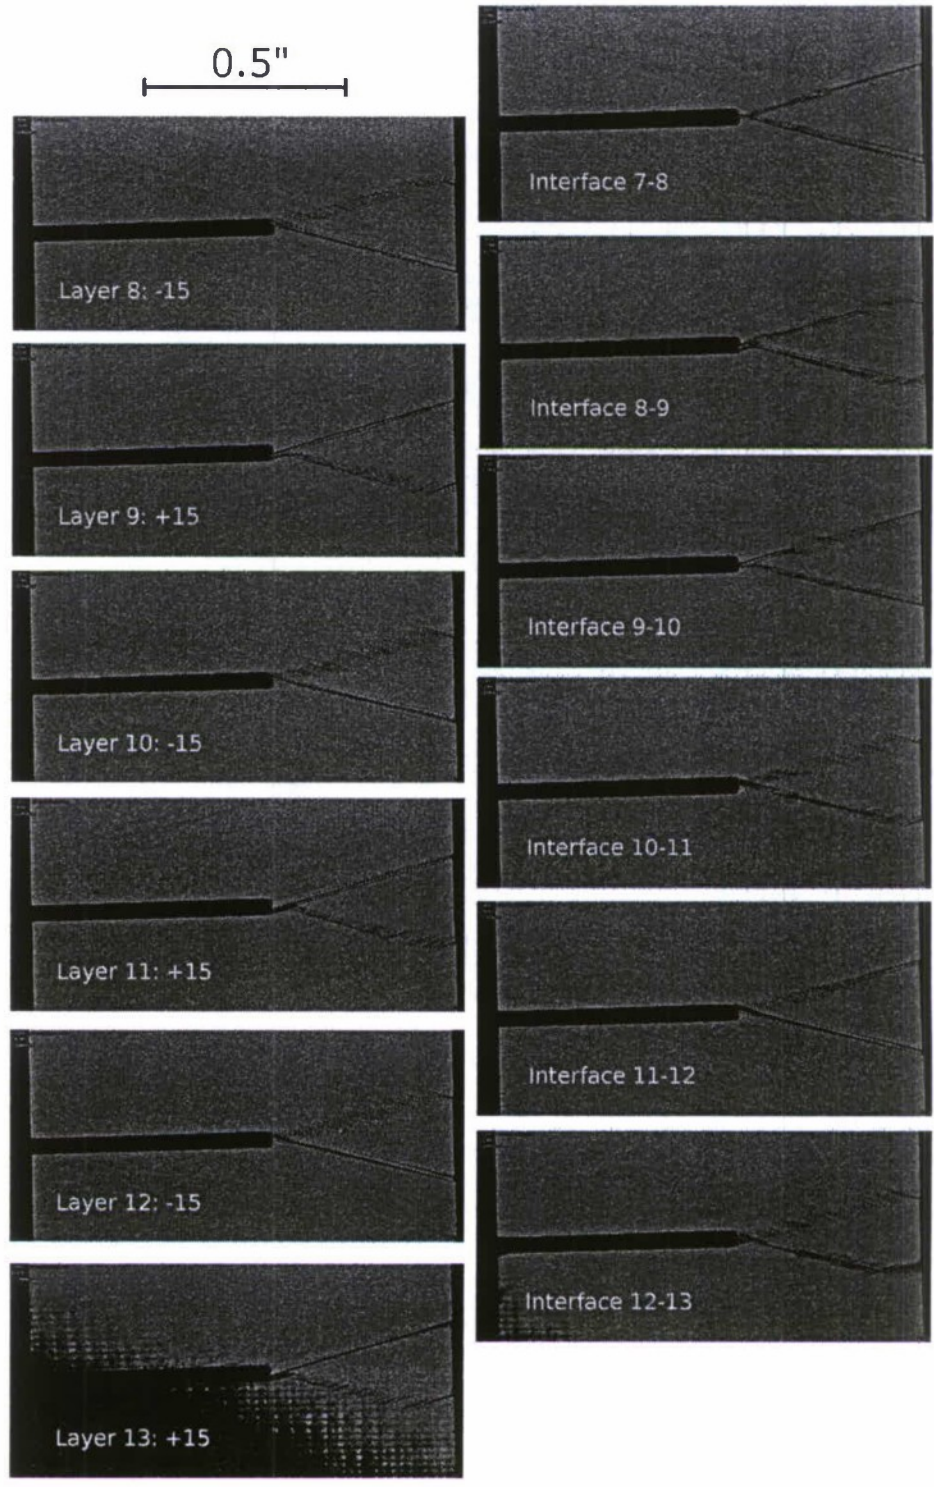 0.5"
Layer 8: -15
Layer 9: +15
Layer 10: -15
Layer 11: +15
Layer 12: -15
Layer 13: +15
Interface 7-8
Interface 8-9
Interface 9-10
Interface 10-11
Interface 11-12
Interface 12-13